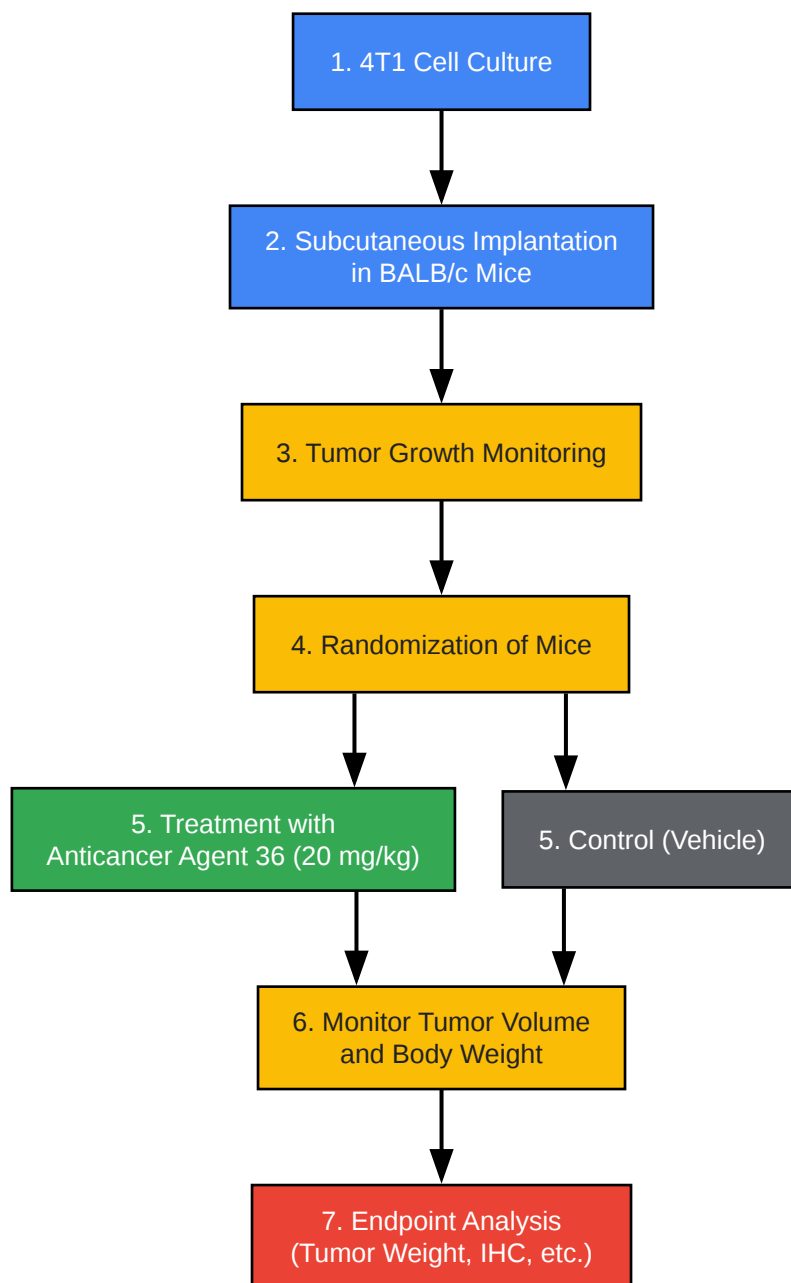 1. 4T1 Cell Culture
2. Subcutaneous Implantation
in BALB/c Mice
3. Tumor Growth Monitoring
4. Randomization of Mice
5. Treatment with
Anticancer Agent 36 (20 mg/kg)
5. Control (Vehicle)
6. Monitor Tumor Volume
and Body Weight
7. Endpoint Analysis
(Tumor Weight, IHC, etc.)